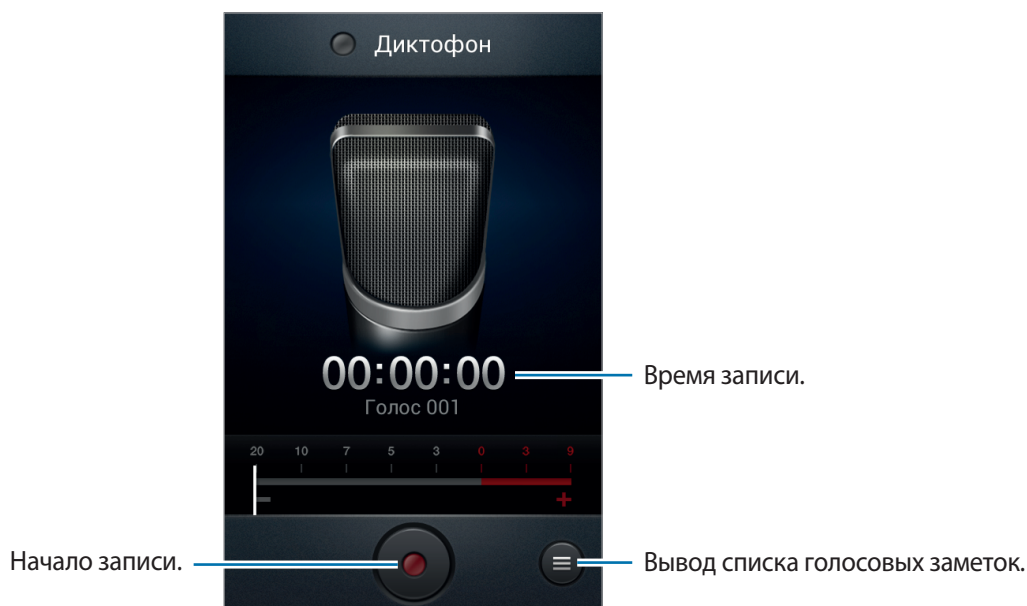 Диктофон
00:00:00
Время записи.
Голос 001
20 10 7 5 3 0 3 9
− +
Начало записи.
Вывод списка голосовых заметок.